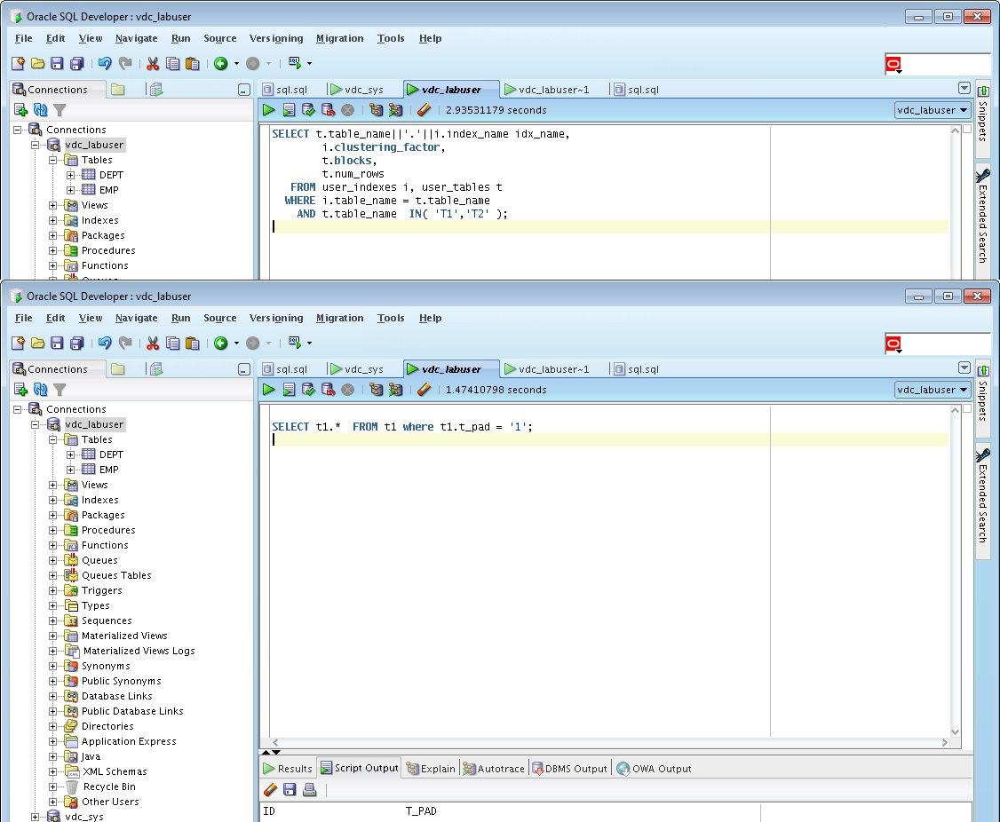 Oracle SQL Developer : vdc_labuser
File Edit View Navigate Run Source Versioning Migration Tools Help
Connections
sql.sql vdc_sys vdc_labuser vdc_labuser~1 sql.sql
2.93531179 seconds vdc_labuser
Connections
vdc_labuser
Tables
DEPT
EMP
Views
Indexes
Packages
Procedures
Functions
SELECT t.table_name||'.'||i.index_name idx_name,
i.clustering_factor,
t.blocks,
t.num_rows
FROM user_indexes i, user_tables t
WHERE i.table_name = t.table_name
AND t.table_name IN( 'T1','T2' );
Snippets
Extended Search
Oracle SQL Developer : vdc_labuser
File Edit View Navigate Run Source Versioning Migration Tools Help
Connections
sql.sql vdc_sys vdc_labuser vdc_labuser~1 sql.sql
1.47410798 seconds vdc_labuser
Connections
vdc_labuser
Tables
DEPT
EMP
Views
Indexes
Packages
Procedures
Functions
Queues
Queues Tables
Triggers
Types
Sequences
Materialized Views
Materialized Views Logs
Synonyms
Public Synonyms
Database Links
Public Database Links
Directories
Application Express
Java
XML Schemas
Recycle Bin
Other Users
vdc_sys
SELECT t1.* FROM t1 where t1.t_pad = '1';
Snippets
Extended Search
Results Script Output Explain Autotrace DBMS Output OWA Output
ID T_PAD